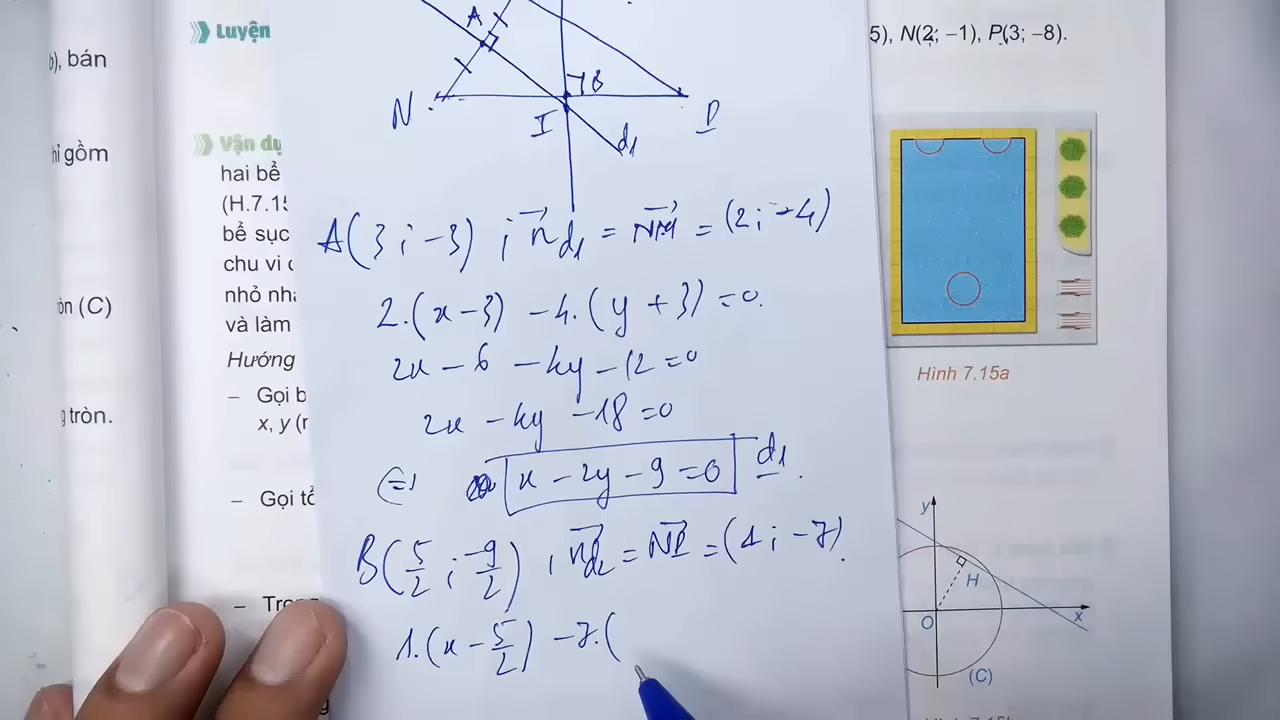 b), bán
hỉ gồm
òn (C)
g tròn.
Luyện
5), N(2; −1), P(3; −8).
Vận dụ
hai bể
(H.7.15
bể sục
chu vi
nhỏ nhấ
và làm
Hướng
– Gọi b
x, y (r
– Gọi tổ
– Tro
A
N
B
I
P
d₁
A(3; −3) ; n⃗d₁ = NM⃗ = (2; −4)
2.(x − 3) − 4.(y + 3) = 0.
2x − 6 − 4y − 12 = 0
2x − 4y − 18 = 0
x − 2y − 9 = 0 d₁.
B(5/2 ; −9/2) , n⃗d₂ = NP⃗ = (1; −7).
1.(x − 5/2) − 7.(
Hình 7.15a
y
H
O
x
(C)